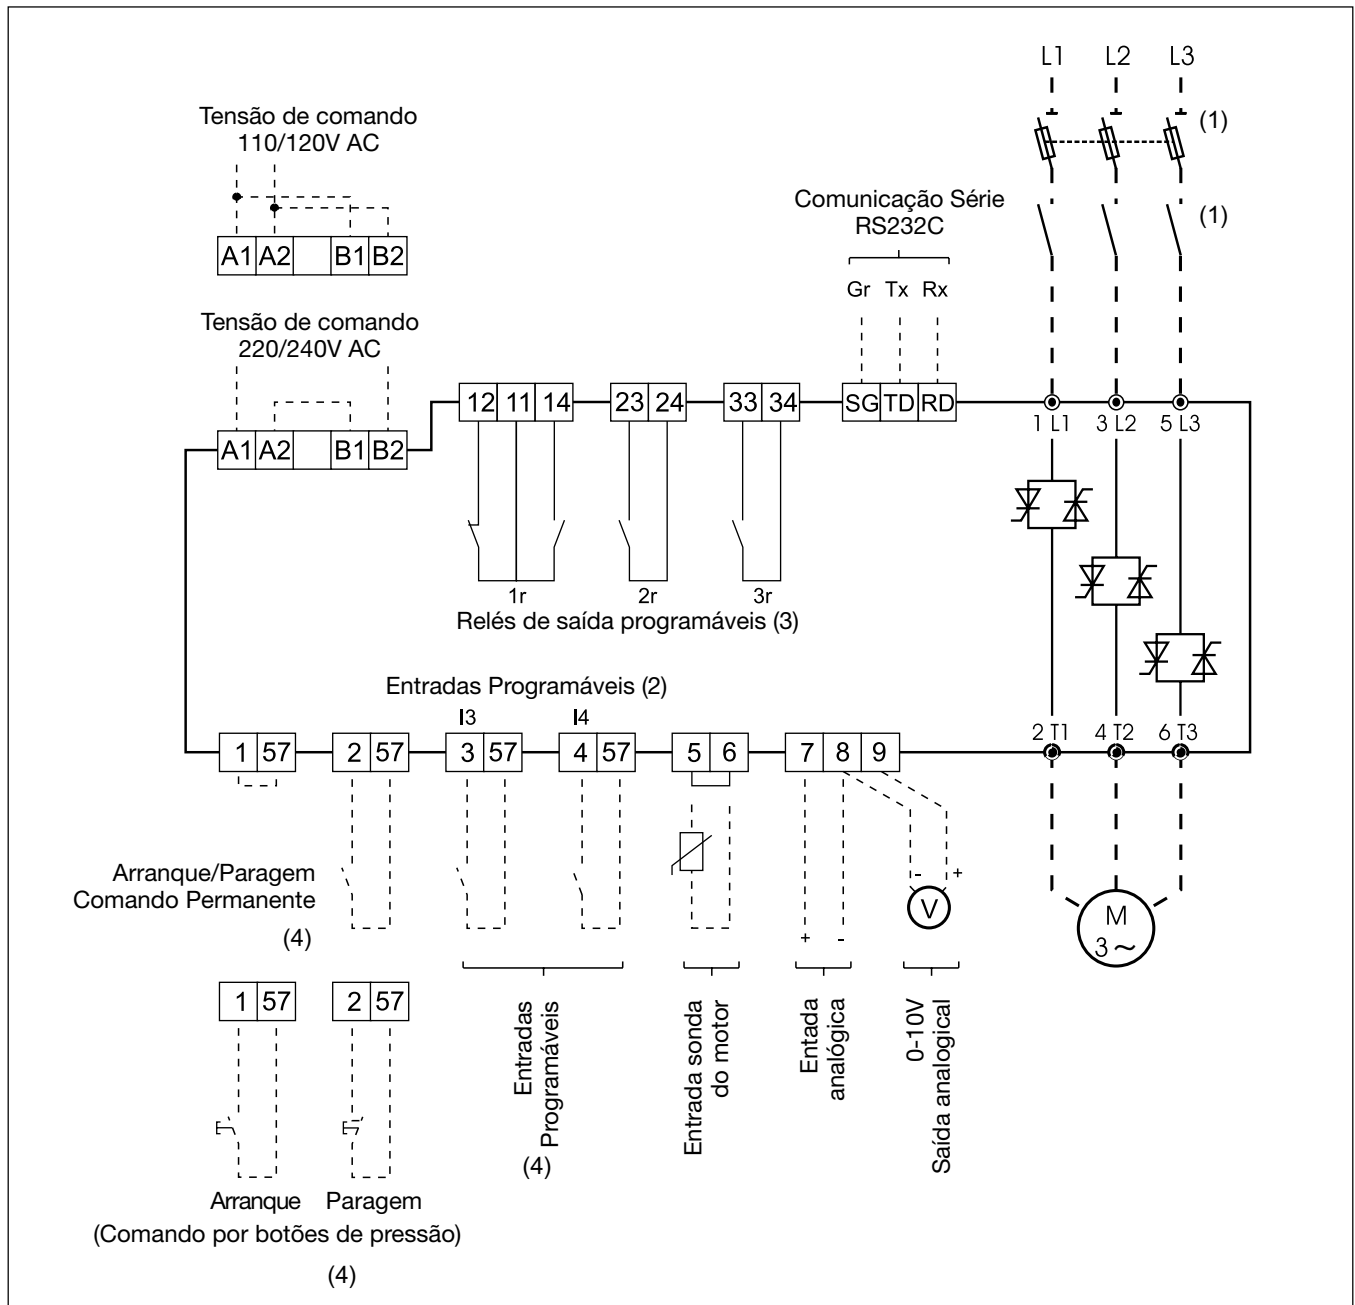 L1 L2 L3
(1)
(1)
Tensão de comando
110/120V AC
A1 A2 B1 B2
Tensão de comando
220/240V AC
A1 A2 B1 B2
Comunicação Série
RS232C
Gr Tx Rx
12 11 14 23 24 33 34 SG TD RD
1 L1 3 L2 5 L3
1r 2r 3r
Relés de saída programáveis (3)
Entradas Programáveis (2)
I3 I4
2 T1 4 T2 6 T3
1 57 2 57 3 57 4 57 5 6 7 8 9
Arranque/Paragem
Comando Permanente
(4)
+ -
- +
V
M
3 ~
1 57 2 57
Entradas
Programáveis
(4)
Entrada sonda
do motor
Entada
analógica
0-10V
Saída analogical
Arranque Paragem
(Comando por botões de pressão)
(4)